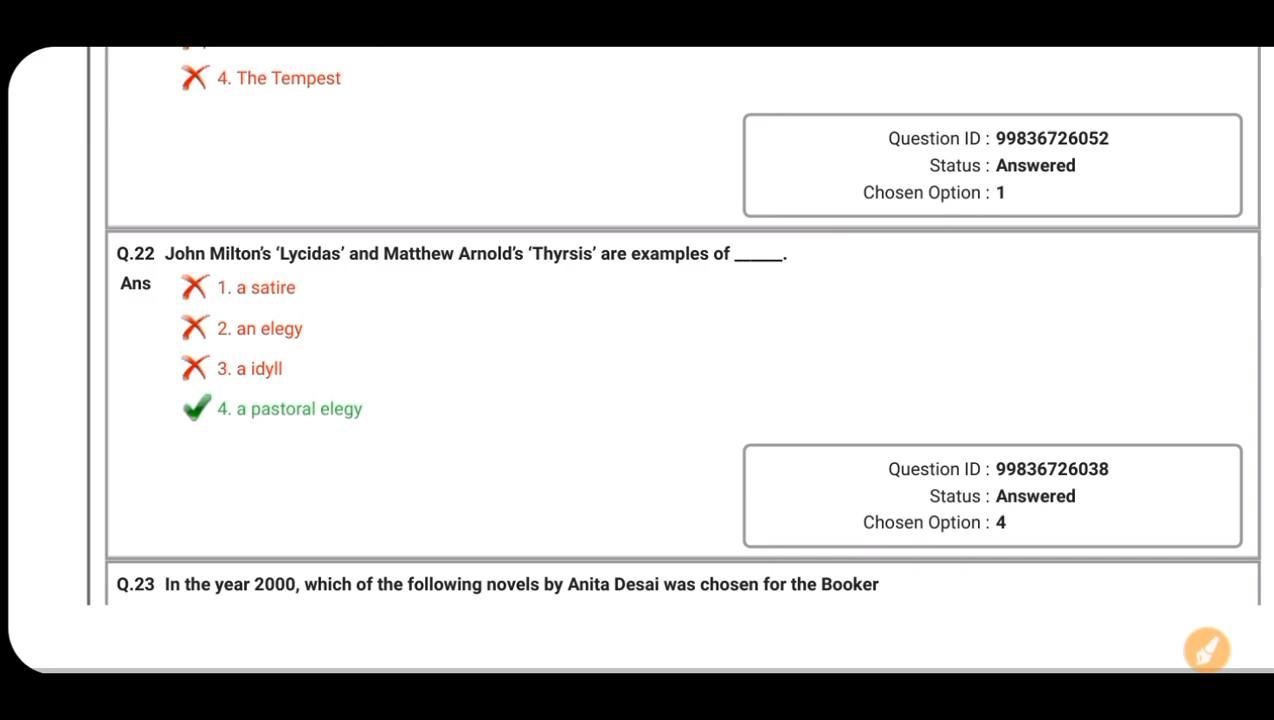 4. The Tempest
Question ID : 99836726052
Status : Answered
Chosen Option : 1
Q.22 John Milton's ‘Lycidas’ and Matthew Arnold's ‘Thyrsis’ are examples of ______.
Ans 1. a satire
2. an elegy
3. a idyll
4. a pastoral elegy
Question ID : 99836726038
Status : Answered
Chosen Option : 4
Q.23 In the year 2000, which of the following novels by Anita Desai was chosen for the Booker